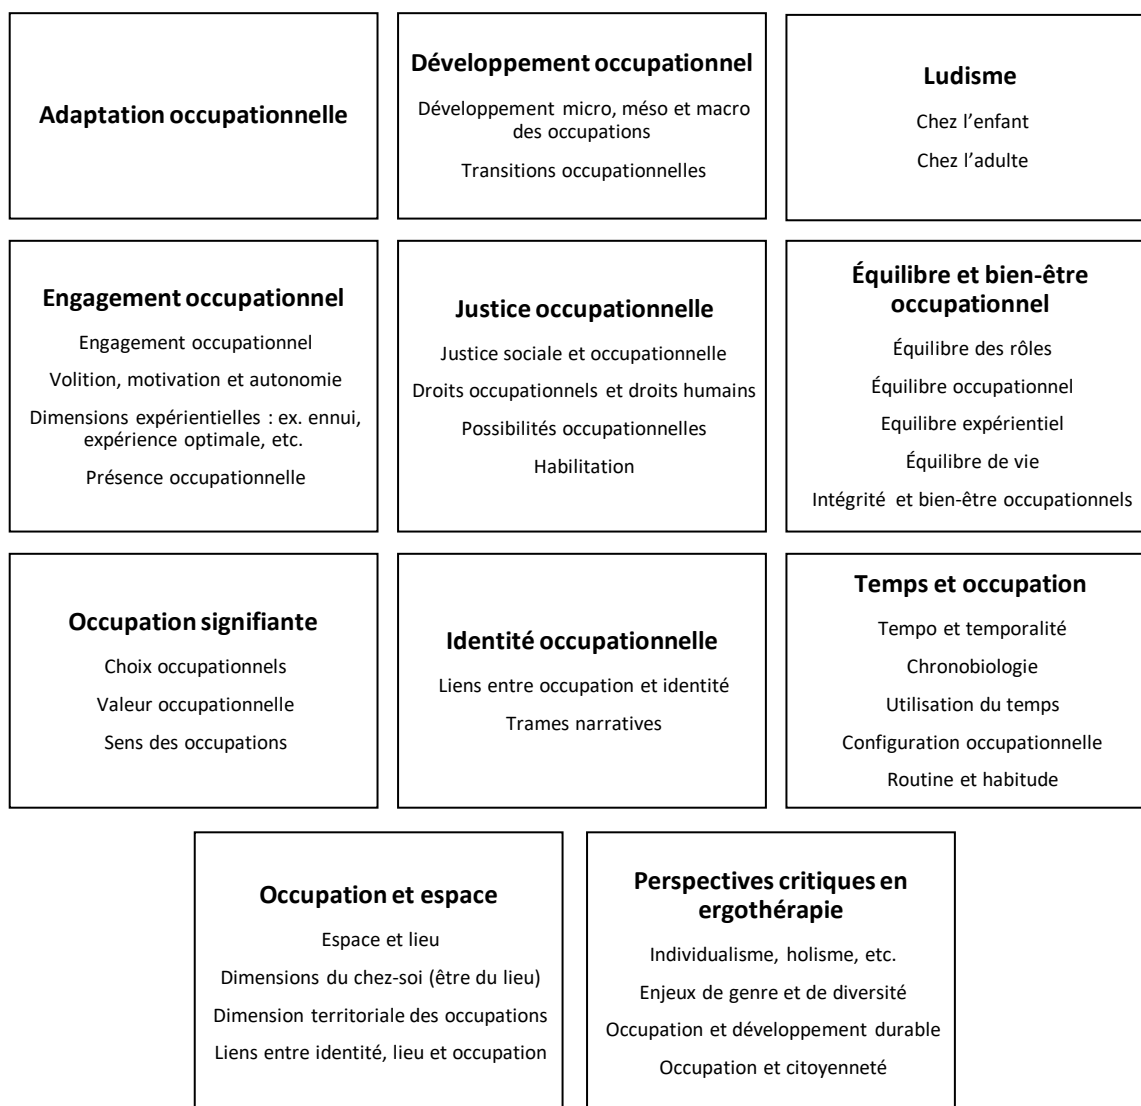 Adaptation occupationnelle
Développement occupationnel
Développement micro, méso et macro
des occupations
Transitions occupationnelles
Ludisme
Chez l'enfant
Chez l'adulte
Engagement occupationnel
Engagement occupationnel
Volition, motivation et autonomie
Dimensions expérientielles : ex. ennui,
expérience optimale, etc.
Présence occupationnelle
Justice occupationnelle
Justice sociale et occupationnelle
Droits occupationnels et droits humains
Possibilités occupationnelles
Habilitation
Équilibre et bien-être
occupationnel
Équilibre des rôles
Équilibre occupationnel
Equilibre expérientiel
Équilibre de vie
Intégrité et bien-être occupationnels
Occupation signifiante
Choix occupationnels
Valeur occupationnelle
Sens des occupations
Identité occupationnelle
Liens entre occupation et identité
Trames narratives
Temps et occupation
Tempo et temporalité
Chronobiologie
Utilisation du temps
Configuration occupationnelle
Routine et habitude
Occupation et espace
Espace et lieu
Dimensions du chez-soi (être du lieu)
Dimension territoriale des occupations
Liens entre identité, lieu et occupation
Perspectives critiques en
ergothérapie
Individualisme, holisme, etc.
Enjeux de genre et de diversité
Occupation et développement durable
Occupation et citoyenneté